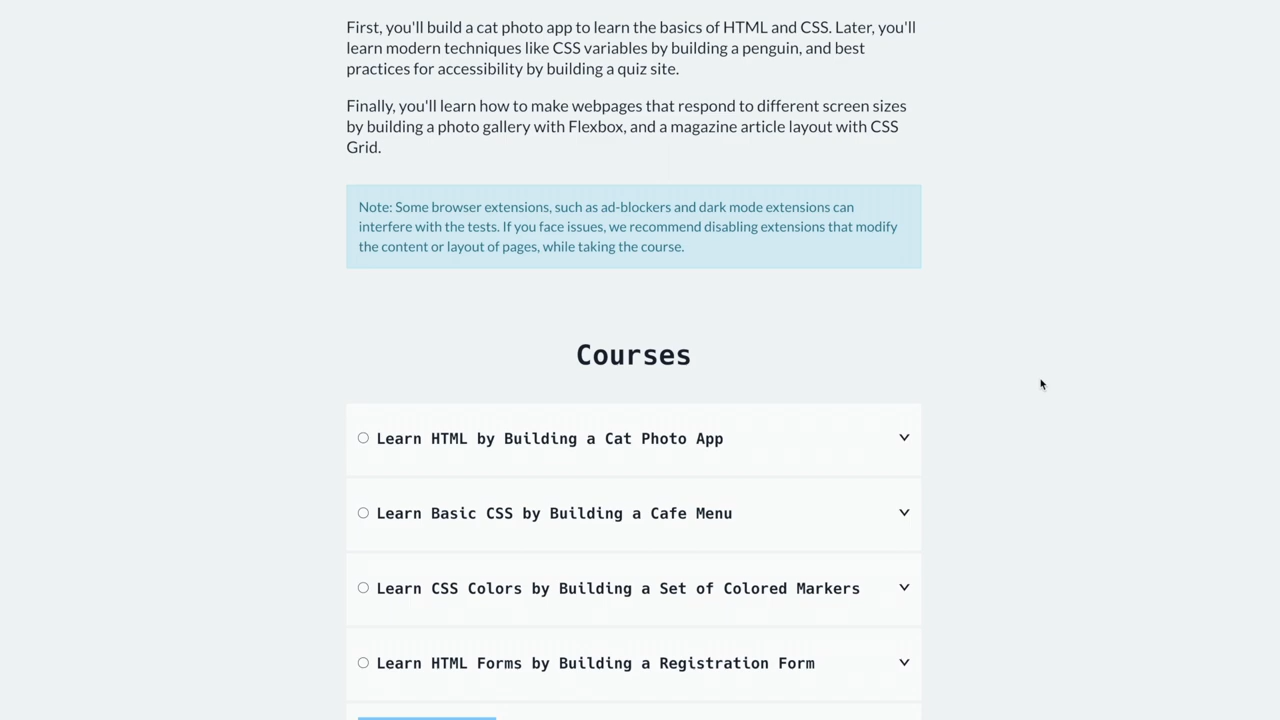 First, you'll build a cat photo app to learn the basics of HTML and CSS. Later, you'll
learn modern techniques like CSS variables by building a penguin, and best
practices for accessibility by building a quiz site.
Finally, you'll learn how to make webpages that respond to different screen sizes
by building a photo gallery with Flexbox, and a magazine article layout with CSS
Grid.
Note: Some browser extensions, such as ad-blockers and dark mode extensions can
interfere with the tests. If you face issues, we recommend disabling extensions that modify
the content or layout of pages, while taking the course.
Courses
Learn HTML by Building a Cat Photo App
Learn Basic CSS by Building a Cafe Menu
Learn CSS Colors by Building a Set of Colored Markers
Learn HTML Forms by Building a Registration Form